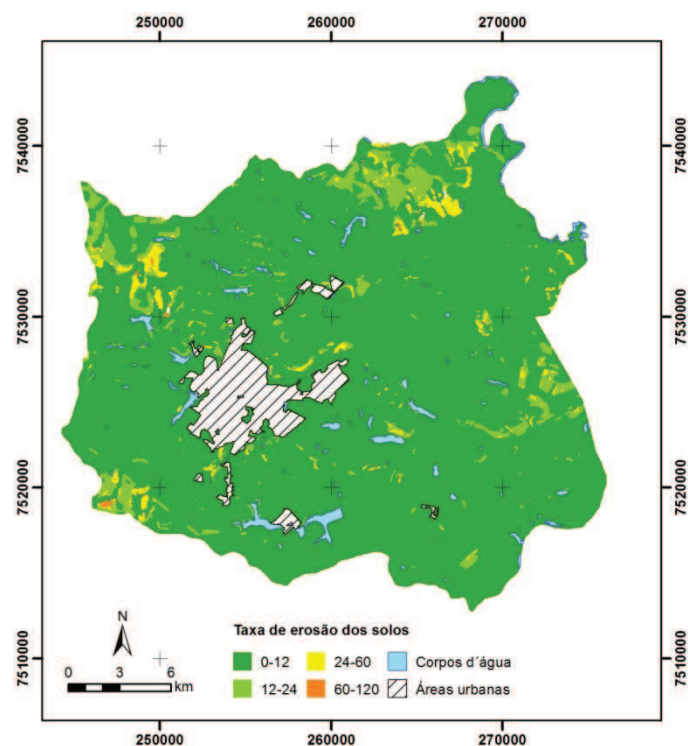 250000 260000 270000
7540000 7540000
7530000 7530000
7520000 7520000
7510000 7510000
N
0 3 6
km
Taxa de erosão dos solos
0-12 24-60 Corpos d´água
12-24 60-120 Áreas urbanas
250000 260000 270000